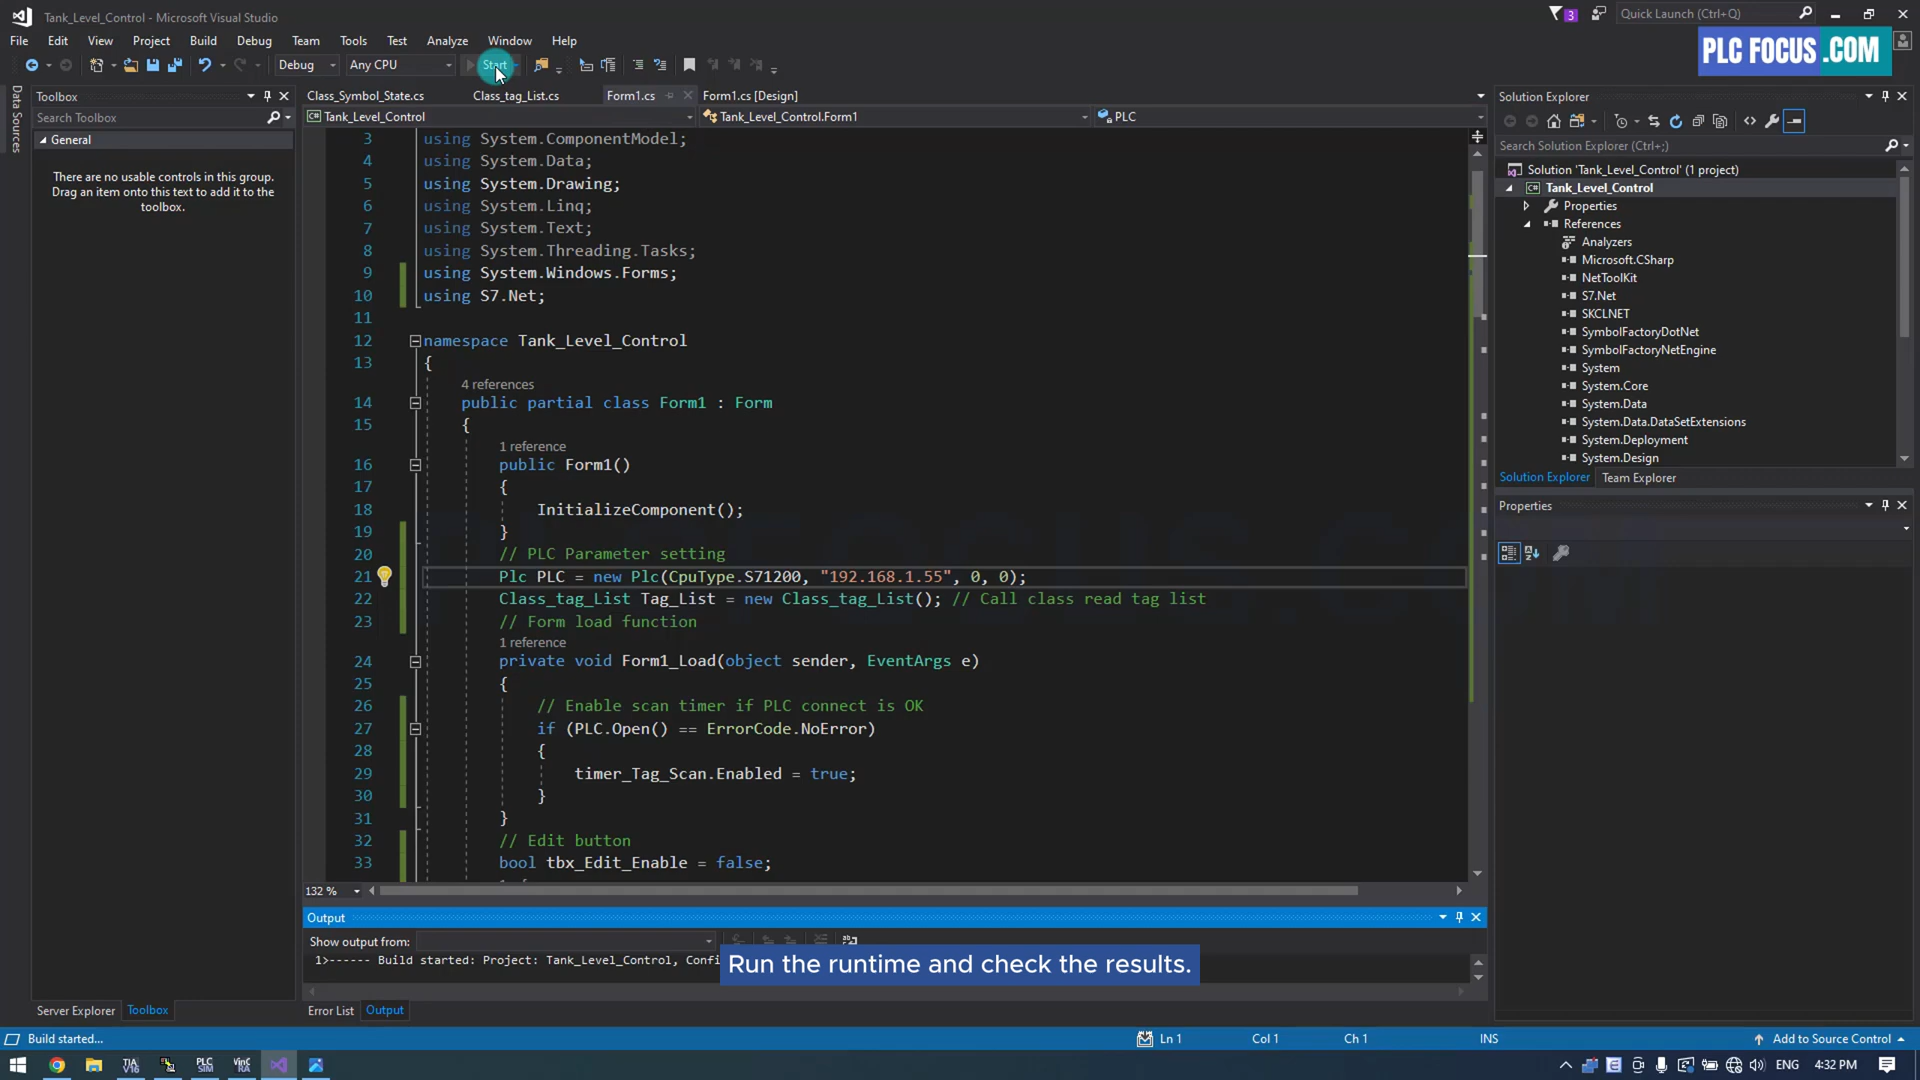 Tank_Level_Control - Microsoft Visual Studio
3
Quick Launch (Ctrl+Q)
File Edit View Project Build Debug Team Tools Test Analyze Window Help
PLC FOCUS .COM
Debug Any CPU Start
Data Sources
Toolbox
Search Toolbox
General
There are no usable controls in this group.
Drag an item onto this text to add it to the
toolbox.
Class_Symbol_State.cs Class_tag_List.cs Form1.cs Form1.cs [Design]
Tank_Level_Control Tank_Level_Control.Form1 PLC
3 using System.ComponentModel;
4 using System.Data;
5 using System.Drawing;
6 using System.Linq;
7 using System.Text;
8 using System.Threading.Tasks;
9 using System.Windows.Forms;
10 using S7.Net;
11
12 namespace Tank_Level_Control
13 {
4 references
14 public partial class Form1 : Form
15 {
1 reference
16 public Form1()
17 {
18 InitializeComponent();
19 }
20 // PLC Parameter setting
21 Plc PLC = new Plc(CpuType.S71200, "192.168.1.55", 0, 0);
22 Class_tag_List Tag_List = new Class_tag_List(); // Call class read tag list
23 // Form load function
1 reference
24 private void Form1_Load(object sender, EventArgs e)
25 {
26 // Enable scan timer if PLC connect is OK
27 if (PLC.Open() == ErrorCode.NoError)
28 {
29 timer_Tag_Scan.Enabled = true;
30 }
31 }
32 // Edit button
33 bool tbx_Edit_Enable = false;
132 %
Output
Show output from:
1>------ Build started: Project: Tank_Level_Control, Confi
Run the runtime and check the results.
Server Explorer Toolbox
Error List Output
Solution Explorer
Search Solution Explorer (Ctrl+;)
Solution 'Tank_Level_Control' (1 project)
Tank_Level_Control
Properties
References
Analyzers
Microsoft.CSharp
NetToolKit
S7.Net
SKCLNET
SymbolFactoryDotNet
SymbolFactoryNetEngine
System
System.Core
System.Data
System.Data.DataSetExtensions
System.Deployment
System.Design
Solution Explorer Team Explorer
Properties
Build started... Ln 1 Col 1 Ch 1 INS Add to Source Control
TIA V16 PLC SIM ENG 4:32 PM